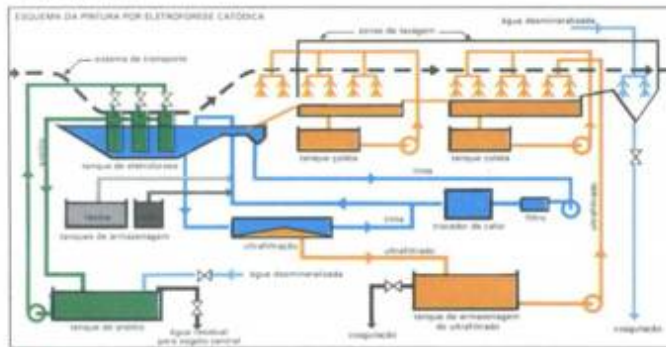 ESQUEMA DA PINTURA POR ELETROFORESE CATÓDICA
zonas de lavagem
água desmineralizada
sistema de transporte
tanque de eletroforese
tanque coleta
tanque coleta
tinta
tanques de armazenagem
tinta
trocador de calor
filtro
ultrafiltrado
ultrafiltração
ultrafiltrado
água desmineralizada
tanque de anólito
água residual
para esgoto central
coagulação
tanque de armazenagem
do ultrafiltrado
coagulação